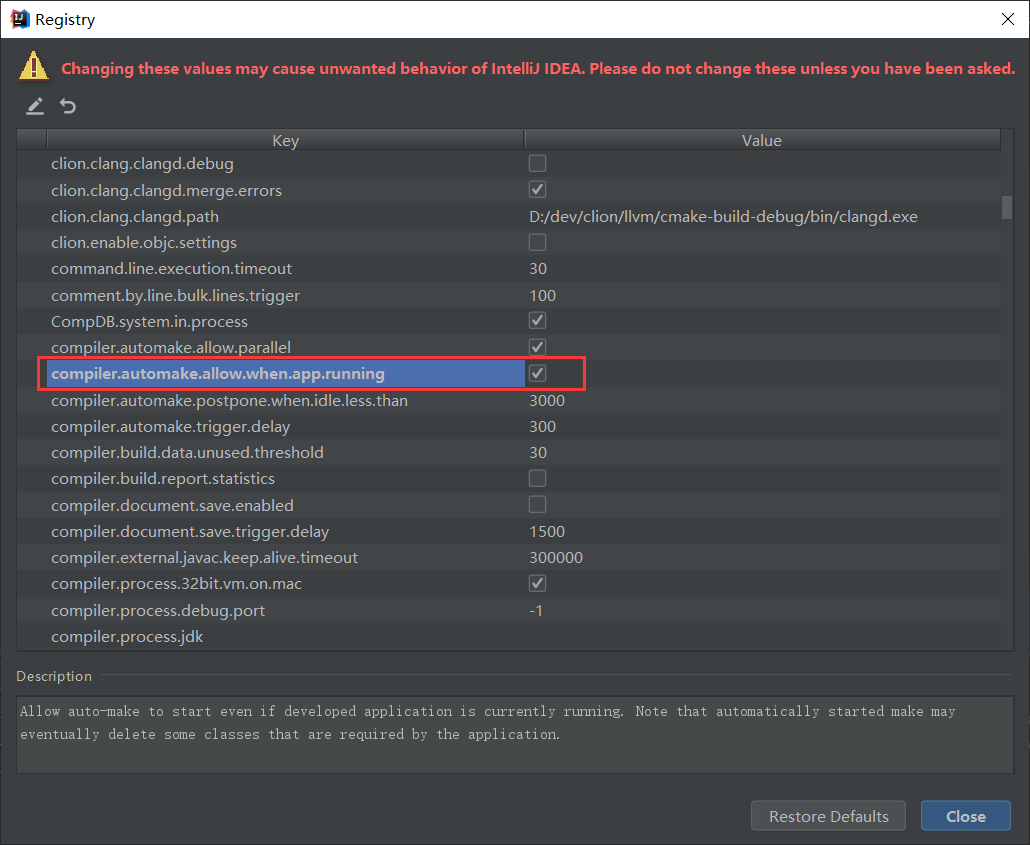 Registry
Changing these values may cause unwanted behavior of IntelliJ IDEA. Please do not change these unless you have been asked.
Key Value
clion.clang.clangd.debug
clion.clang.clangd.merge.errors
clion.clang.clangd.path D:/dev/clion/llvm/cmake-build-debug/bin/clangd.exe
clion.enable.objc.settings
command.line.execution.timeout 30
comment.by.line.bulk.lines.trigger 100
CompDB.system.in.process
compiler.automake.allow.parallel
compiler.automake.allow.when.app.running
compiler.automake.postpone.when.idle.less.than 3000
compiler.automake.trigger.delay 300
compiler.build.data.unused.threshold 30
compiler.build.report.statistics
compiler.document.save.enabled
compiler.document.save.trigger.delay 1500
compiler.external.javac.keep.alive.timeout 300000
compiler.process.32bit.vm.on.mac
compiler.process.debug.port -1
compiler.process.jdk
Description
Allow auto-make to start even if developed application is currently running. Note that automatically started make may
eventually delete some classes that are required by the application.
Restore Defaults Close